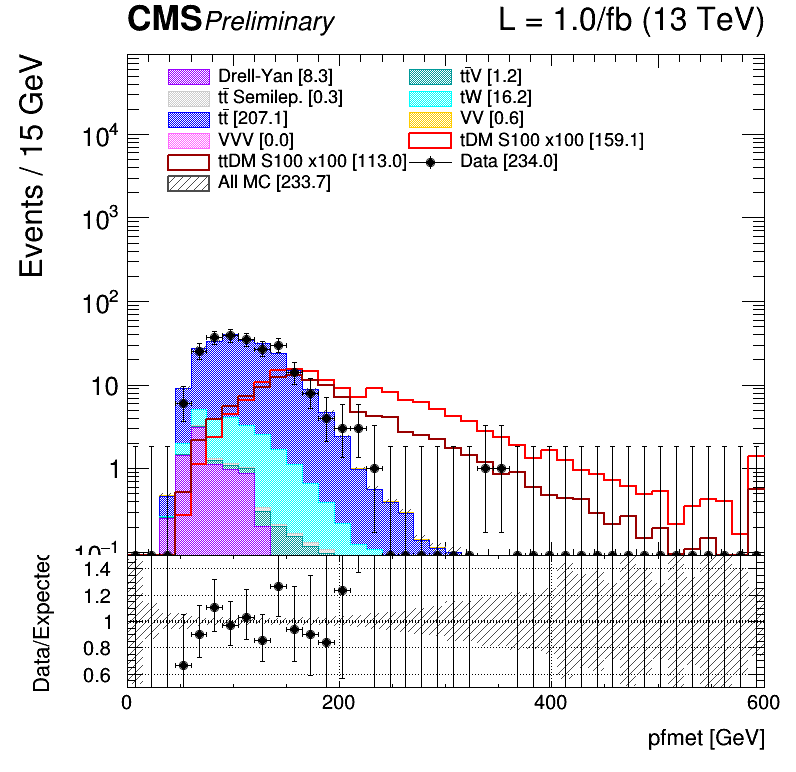 CMS Preliminary L = 1.0/fb (13 TeV)
Events / 15 GeV
Drell-Yan [8.3]
tt̄V [1.2]
tt̄ Semilep. [0.3]
tW [16.2]
tt̄ [207.1]
VV [0.6]
VVV [0.0]
tDM S100 x100 [159.1]
ttDM S100 x100 [113.0]
Data [234.0]
All MC [233.7]
10⁴
10³
10²
10
1
10⁻¹
Data/Expected
1.4
1.2
1
0.8
0.6
0 200 400 600
pfmet [GeV]